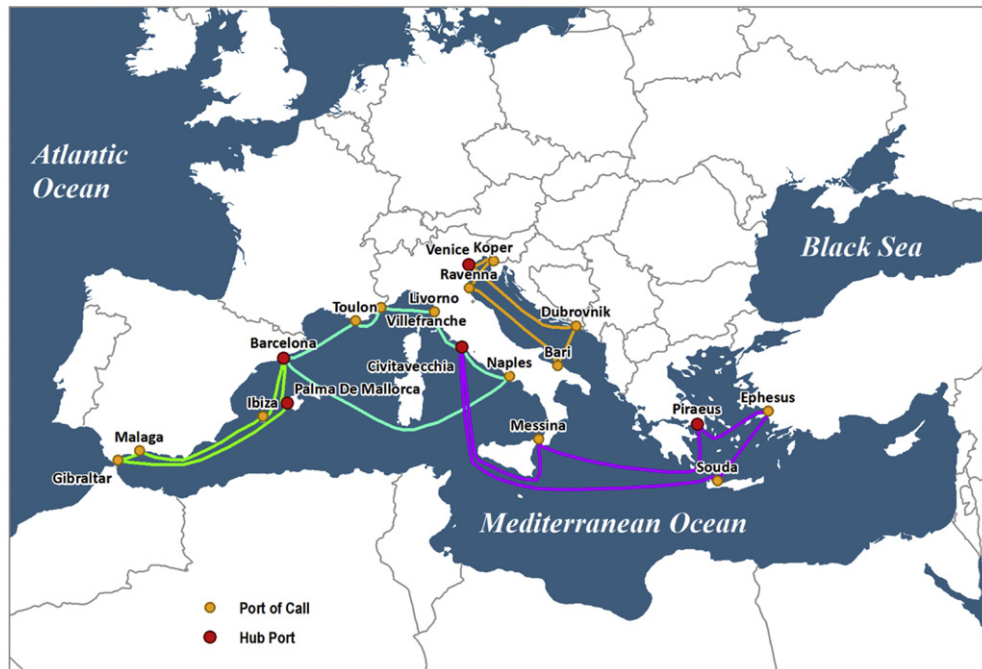 Atlantic
Ocean
Black Sea
Venice
Koper
Ravenna
Toulon
Livorno
Villefranche
Dubrovnik
Barcelona
Bari
Civitavecchia
Naples
Palma De Mallorca
Ibiza
Ephesus
Piraeus
Malaga
Messina
Gibraltar
Souda
Mediterranean Ocean
Port of Call
Hub Port